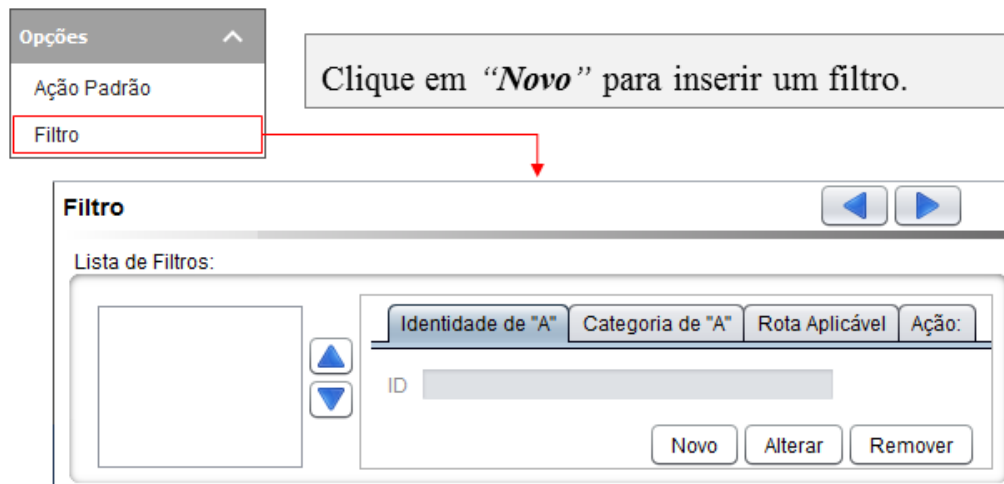 Opções
Ação Padrão
Filtro
Clique em “Novo” para inserir um filtro.
Filtro
Lista de Filtros:
Identidade de "A" Categoria de "A" Rota Aplicável Ação:
ID
Novo Alterar Remover